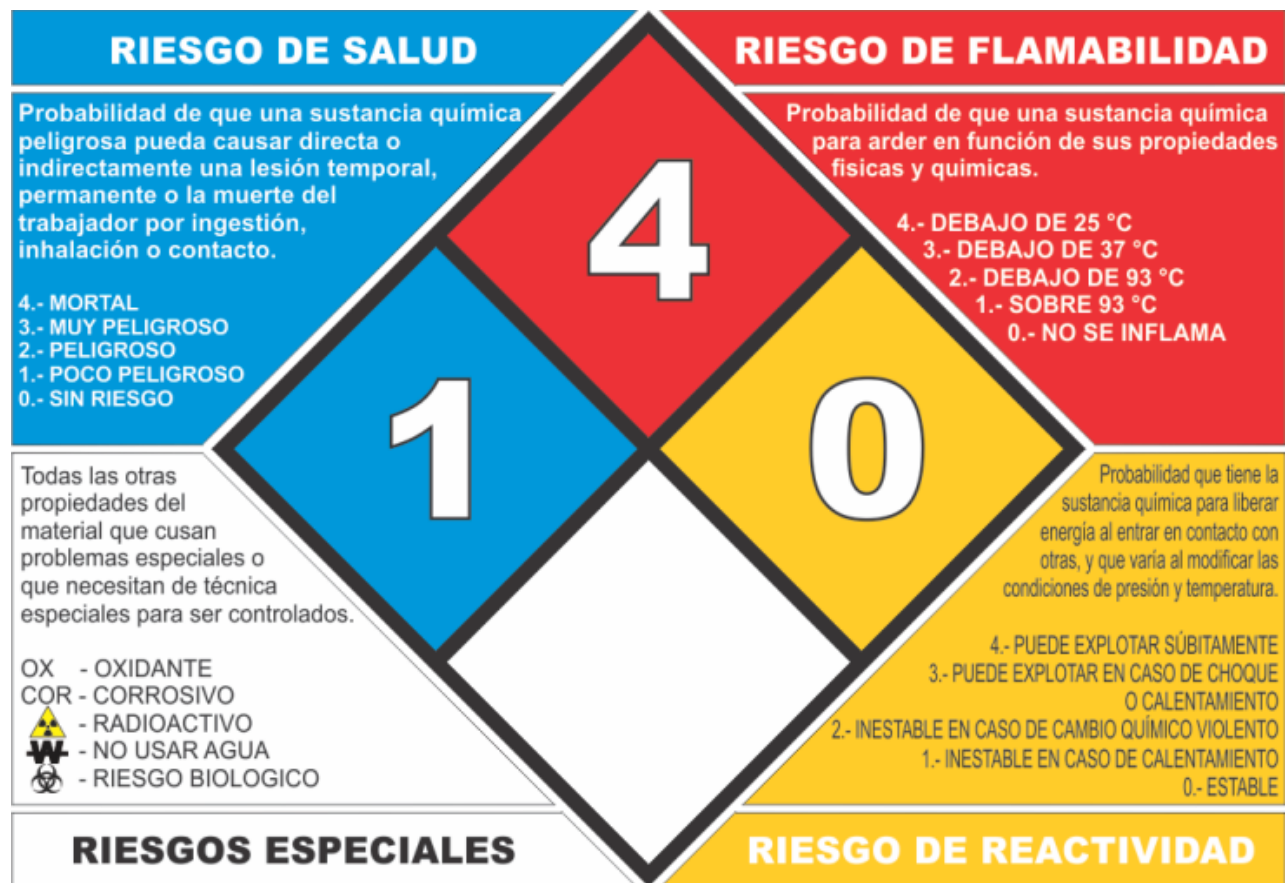 RIESGO DE SALUD
Probabilidad de que una sustancia química
peligrosa pueda causar directa o
indirectamente una lesión temporal,
permanente o la muerte del
trabajador por ingestión,
inhalación o contacto.
4.- MORTAL
3.- MUY PELIGROSO
2.- PELIGROSO
1.- POCO PELIGROSO
0.- SIN RIESGO
RIESGO DE FLAMABILIDAD
Probabilidad de que una sustancia química
para arder en función de sus propiedades
fisicas y quimicas.
4.- DEBAJO DE 25 °C
3.- DEBAJO DE 37 °C
2.- DEBAJO DE 93 °C
1.- SOBRE 93 °C
0.- NO SE INFLAMA
4
1
0
Todas las otras
propiedades del
material que cusan
problemas especiales o
que necesitan de técnica
especiales para ser controlados.
OX - OXIDANTE
COR - CORROSIVO
- RADIOACTIVO
W - NO USAR AGUA
- RIESGO BIOLOGICO
RIESGOS ESPECIALES
Probabilidad que tiene la
sustancia química para liberar
energía al entrar en contacto con
otras, y que varía al modificar las
condiciones de presión y temperatura.
4.- PUEDE EXPLOTAR SÚBITAMENTE
3.- PUEDE EXPLOTAR EN CASO DE CHOQUE
O CALENTAMIENTO
2.- INESTABLE EN CASO DE CAMBIO QUÍMICO VIOLENTO
1.- INESTABLE EN CASO DE CALENTAMIENTO
0.- ESTABLE
RIESGO DE REACTIVIDAD